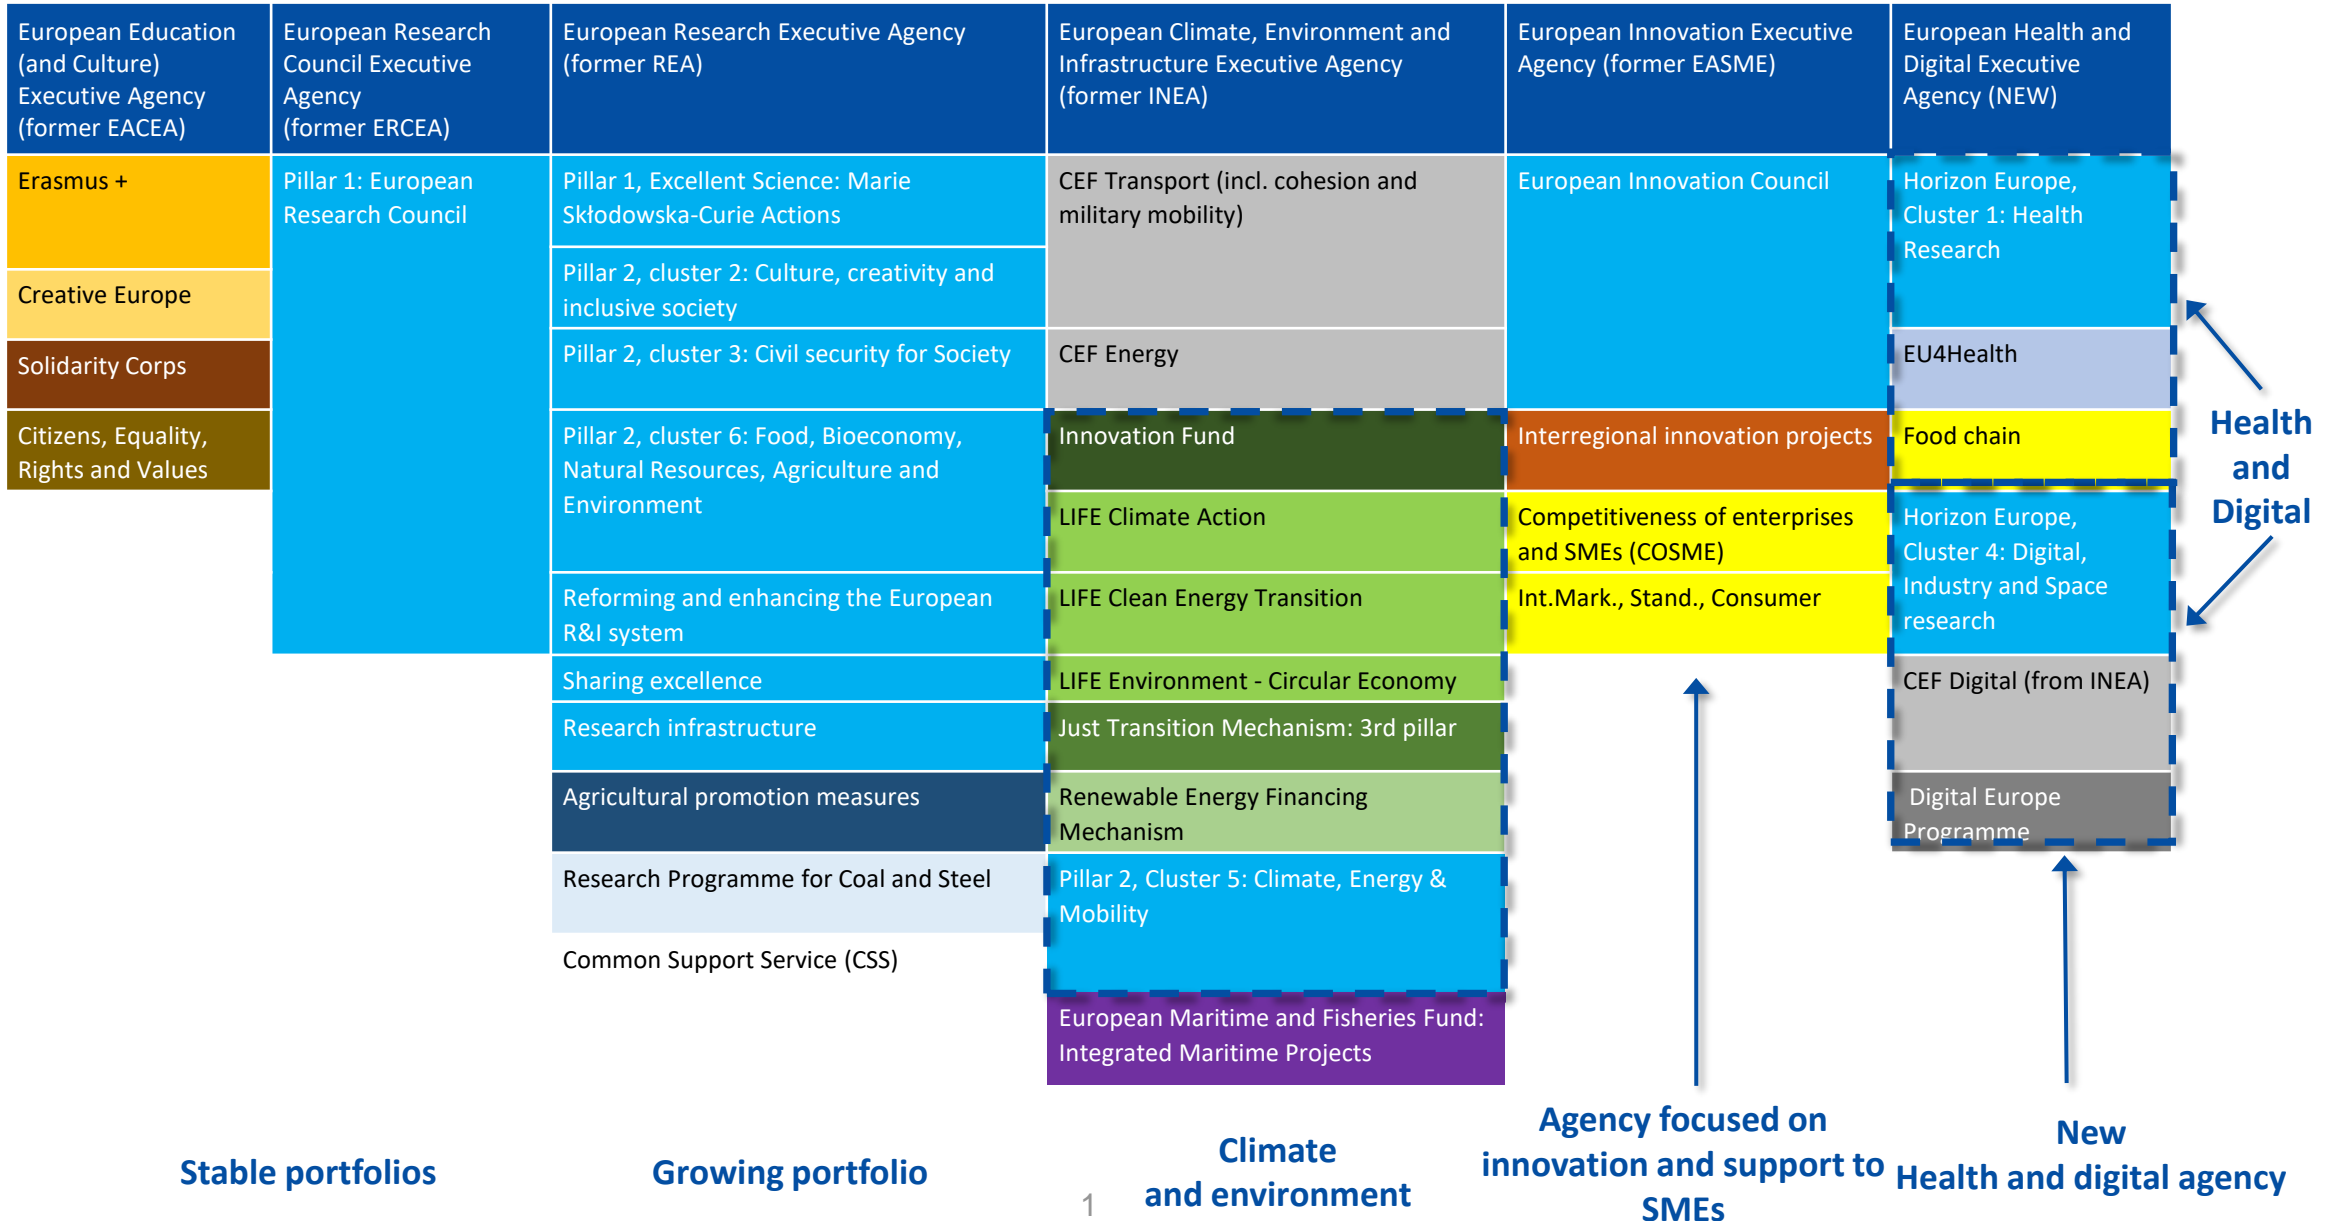 European Education
(and Culture)
Executive Agency
(former EACEA)
European Research
Council Executive
Agency
(former ERCEA)
European Research Executive Agency
(former REA)
European Climate, Environment and
Infrastructure Executive Agency
(former INEA)
European Innovation Executive
Agency (former EASME)
European Health and
Digital Executive
Agency (NEW)
Erasmus +
Creative Europe
Solidarity Corps
Citizens, Equality,
Rights and Values
Pillar 1: European
Research Council
Pillar 1, Excellent Science: Marie
Skłodowska-Curie Actions
Pillar 2, cluster 2: Culture, creativity and
inclusive society
Pillar 2, cluster 3: Civil security for Society
Pillar 2, cluster 6: Food, Bioeconomy,
Natural Resources, Agriculture and
Environment
Reforming and enhancing the European
R&I system
Sharing excellence
Research infrastructure
Agricultural promotion measures
Research Programme for Coal and Steel
Common Support Service (CSS)
CEF Transport (incl. cohesion and
military mobility)
CEF Energy
Innovation Fund
LIFE Climate Action
LIFE Clean Energy Transition
LIFE Environment - Circular Economy
Just Transition Mechanism: 3rd pillar
Renewable Energy Financing
Mechanism
Pillar 2, Cluster 5: Climate, Energy &
Mobility
European Maritime and Fisheries Fund:
Integrated Maritime Projects
European Innovation Council
Interregional innovation projects
Competitiveness of enterprises
and SMEs (COSME)
Int.Mark., Stand., Consumer
Horizon Europe,
Cluster 1: Health
Research
EU4Health
Food chain
Horizon Europe,
Cluster 4: Digital,
Industry and Space
research
CEF Digital (from INEA)
Digital Europe
Programme
Health
and
Digital
Stable portfolios
Growing portfolio
Climate
and environment
Agency focused on
innovation and support to
SMEs
New
Health and digital agency
1